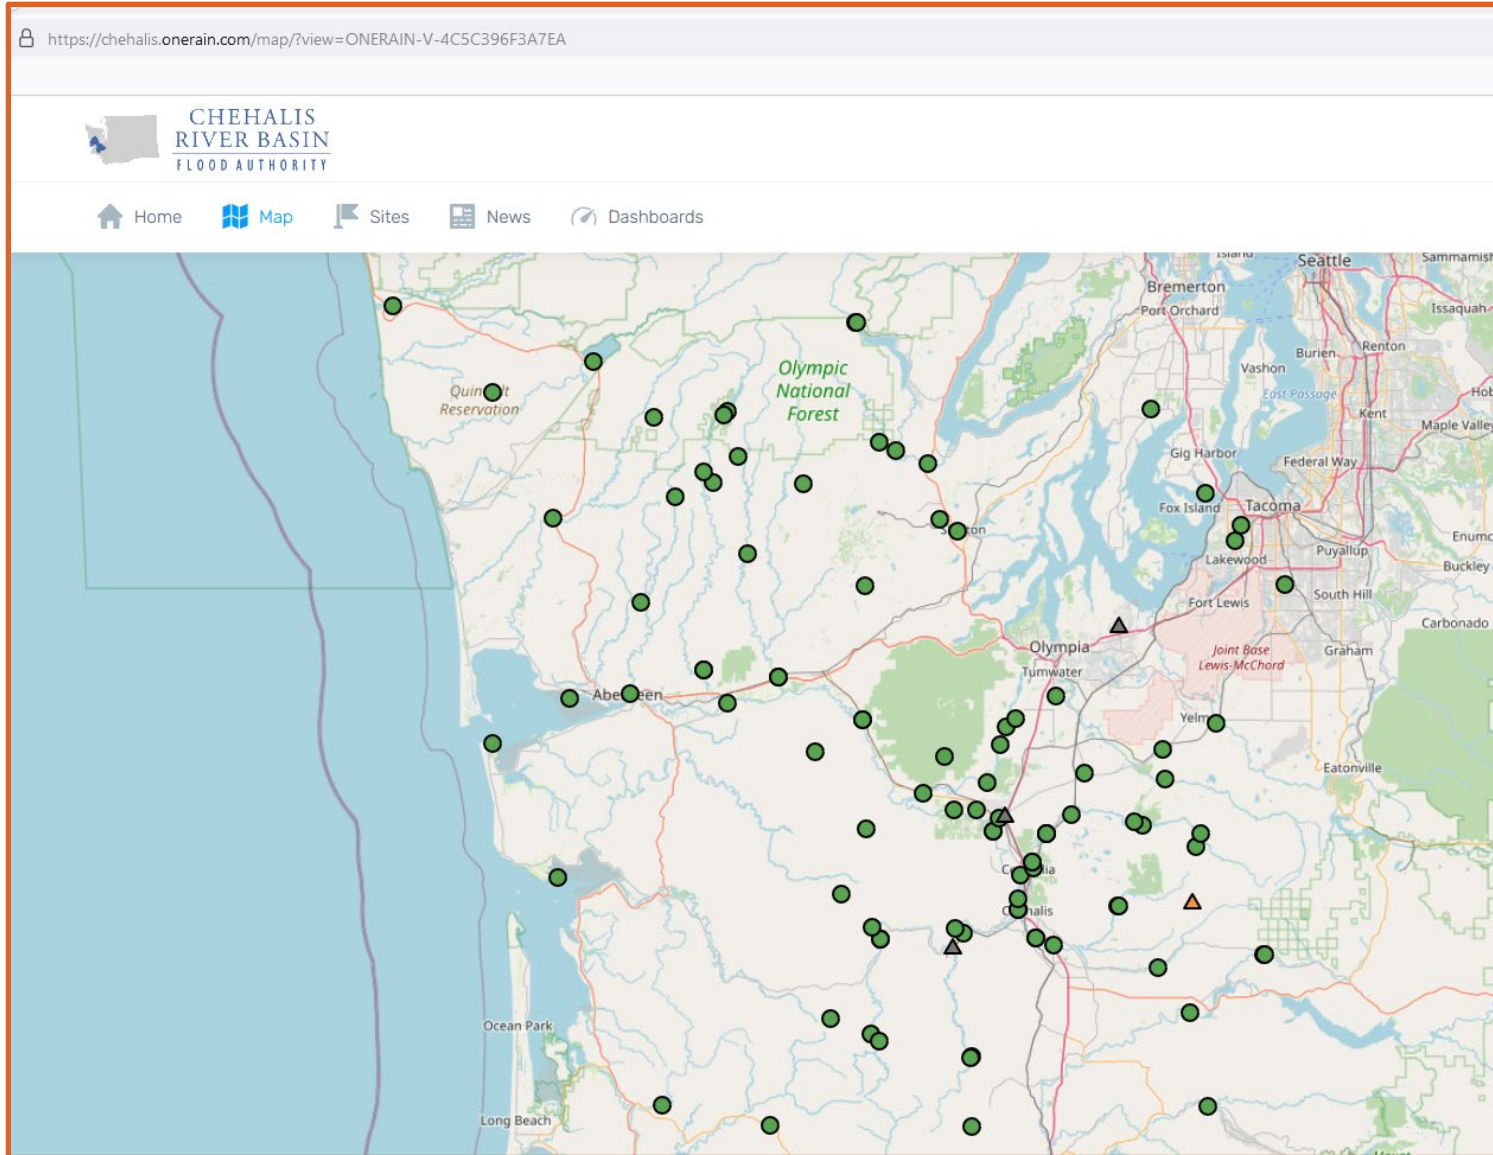 https://chehalis.onerain.com/map/?view=ONERAIN-V-4C5C396F3A7EA
CHEHALIS
RIVER BASIN
FLOOD AUTHORITY
Home Map Sites News Dashboards
Island
Seattle
Sammamish
Bremerton
Port Orchard
Issaquah
Burien
Renton
Olympic
National
Forest
Vashon
Reservation
East Passage
Kent
Hob
Maple Valley
Gig Harbor
Federal Way
Fox Island
Tacoma
Lakewood
Puyallup
Enumc
Buckley
Fort Lewis
South Hill
Carbonado
Olympia
Tumwater
Joint Base
Lewis-McChord
Graham
Yelm
Eatonville
Ocean Park
Long Beach